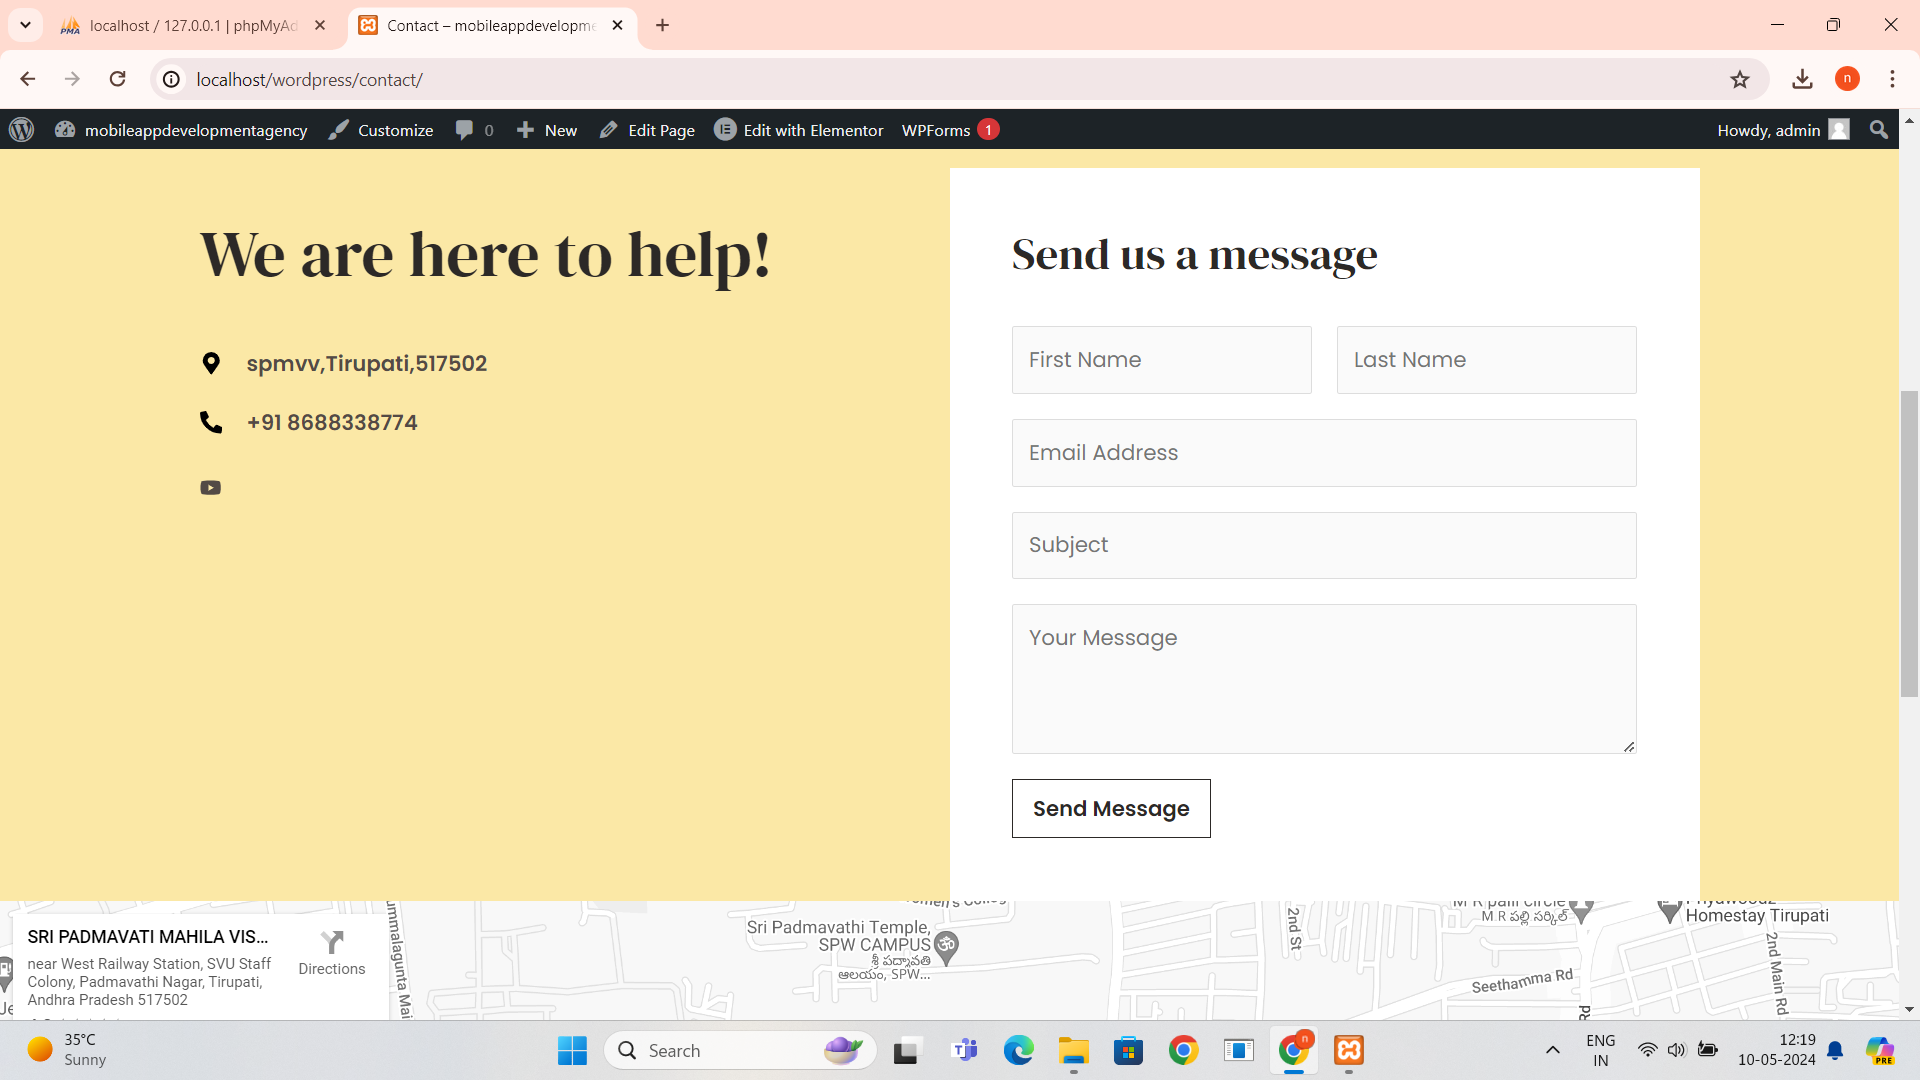 localhost / 127.0.0.1 | phpMyAd
Contact – mobileappdevelopme
localhost/wordpress/contact/
mobileappdevelopmentagency Customize 0 New Edit Page Edit with Elementor WPForms 1 Howdy, admin
We are here to help!
spmvv,Tirupati,517502
+91 8688338774
Send us a message
First Name Last Name
Email Address
Subject
Your Message
Send Message
SRI PADMAVATI MAHILA VIS...
near West Railway Station, SVU Staff
Colony, Padmavathi Nagar, Tirupati,
Andhra Pradesh 517502
Directions
ummalagunta Mai
Sri Padmavathi Temple,
SPW CAMPUS
శ్రీ పద్మావతి
ఆలయం, SPW...
2nd St
M R palli circle
M.R పల్లి సర్కిల్
Homestay Tirupati
Seethamma Rd
2nd Main Rd
Rd
35°C
Sunny
Search
ENG
IN
12:19
10-05-2024
PRE